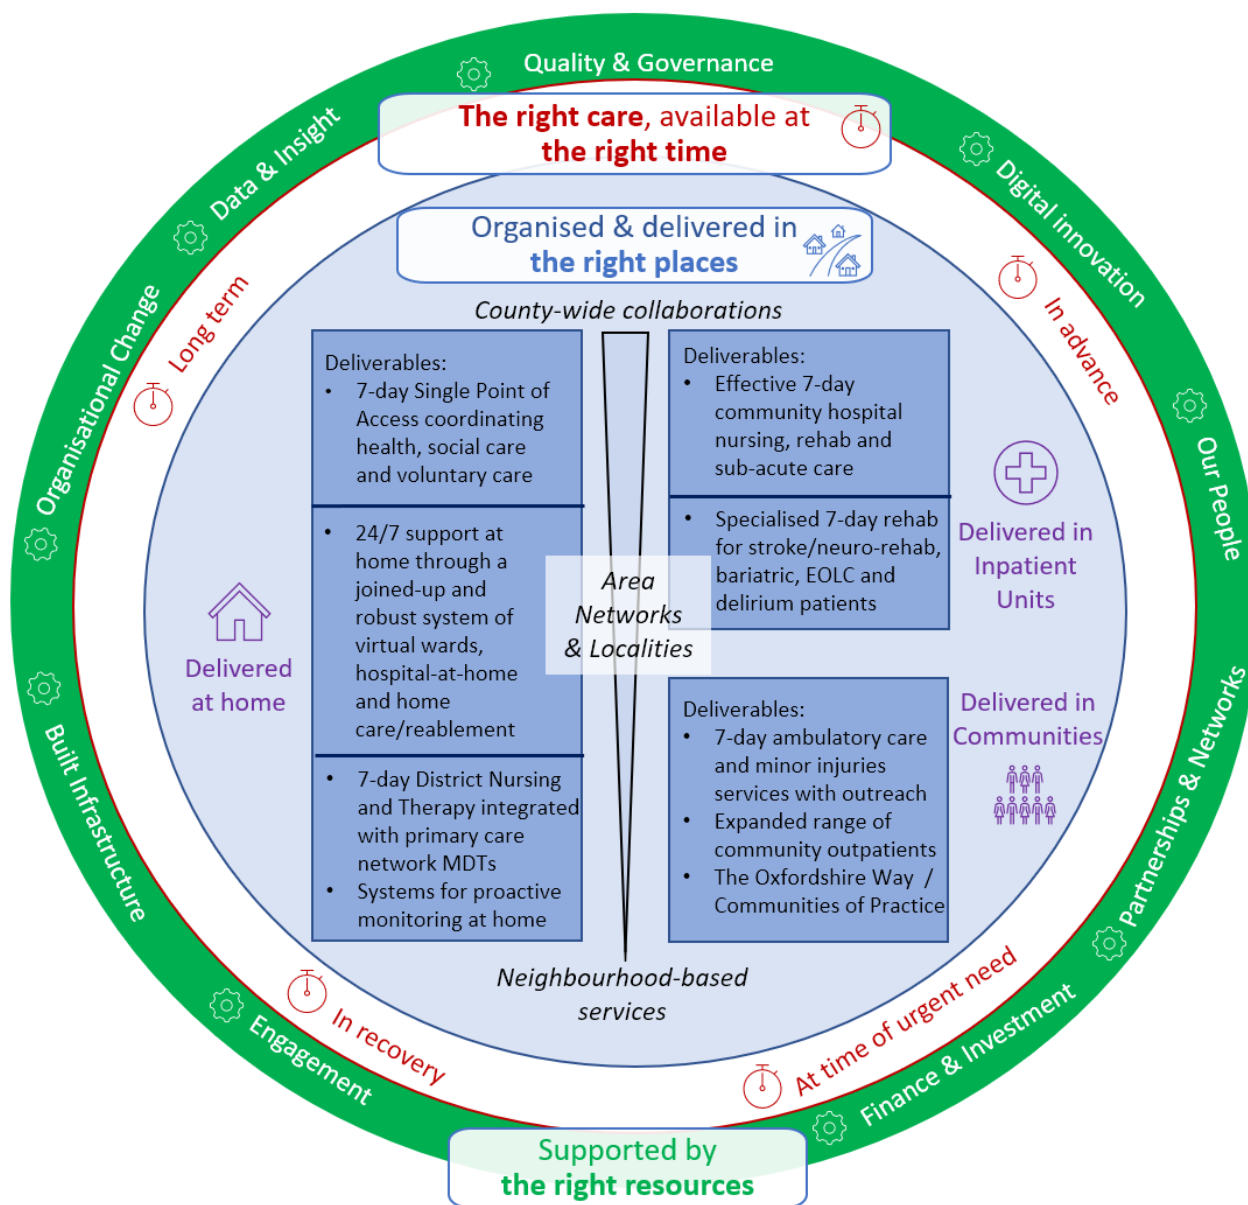 Quality & Governance
Digital innovation
Our People
Partnerships & Networks
Finance & Investment
Engagement
Built Infrastructure
Organisational Change
Data & Insight
The right care, available at
the right time
In advance
At time of urgent need
In recovery
Long term
Organised & delivered in
the right places
County-wide collaborations
Deliverables:
• 7-day Single Point of
Access coordinating
health, social care
and voluntary care
• 24/7 support at
home through a
joined-up and
robust system of
virtual wards,
hospital-at-home
and home
care/reablement
• 7-day District Nursing
and Therapy integrated
with primary care
network MDTs
• Systems for proactive
monitoring at home
Delivered
at home
Area
Networks
& Localities
Deliverables:
• Effective 7-day
community hospital
nursing, rehab and
sub-acute care
• Specialised 7-day rehab
for stroke/neuro-rehab,
bariatric, EOLC and
delirium patients
Delivered in
Inpatient
Units
Deliverables:
• 7-day ambulatory care
and minor injuries
services with outreach
• Expanded range of
community outpatients
• The Oxfordshire Way /
Communities of Practice
Delivered in
Communities
Neighbourhood-based
services
Supported by
the right resources